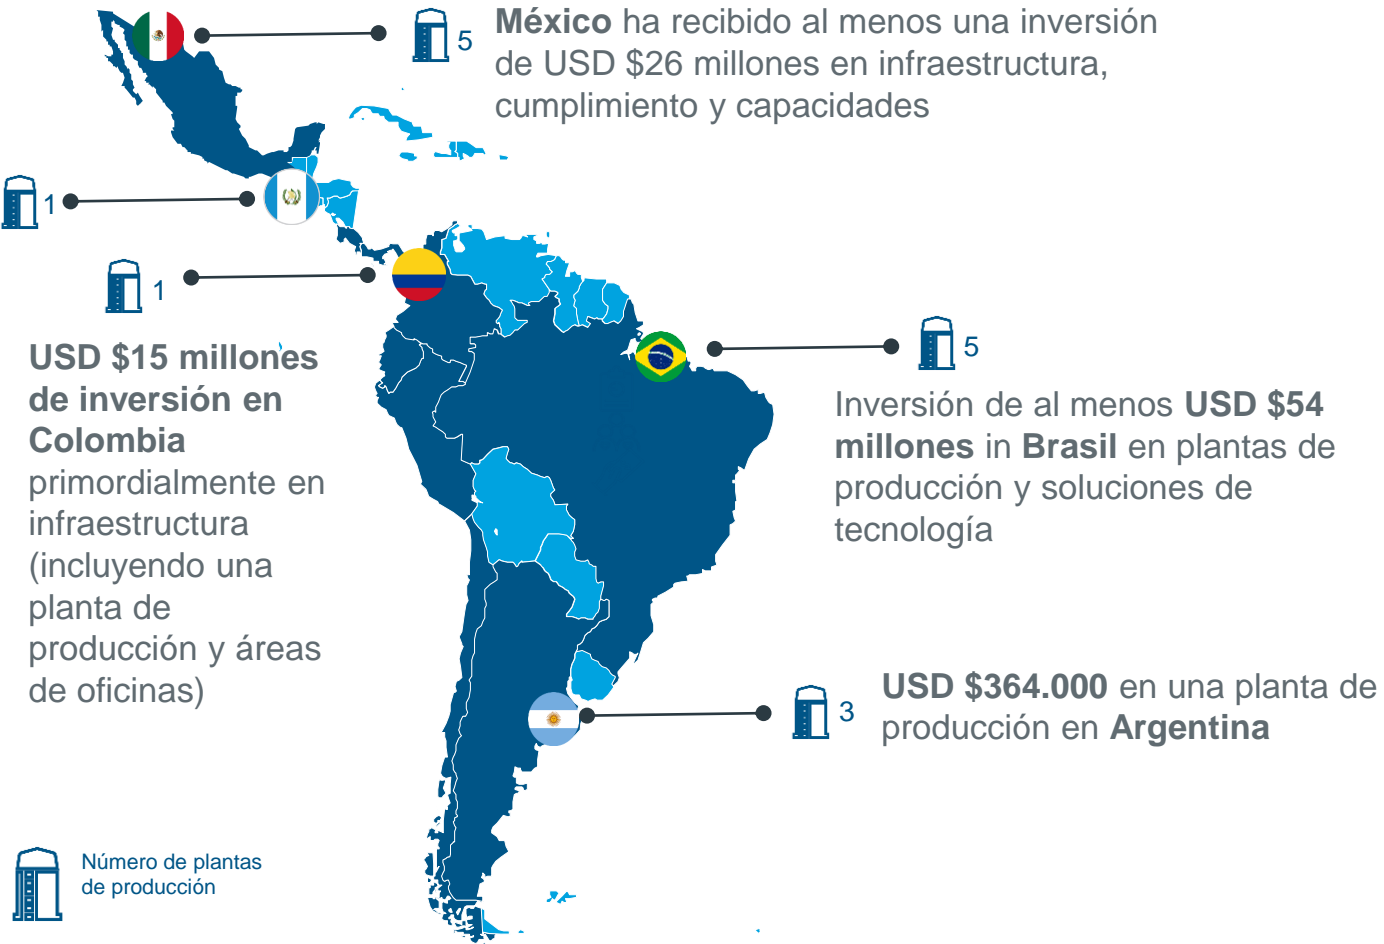 5
México ha recibido al menos una inversión
de USD $26 millones en infraestructura,
cumplimiento y capacidades
1
1
USD $15 millones
de inversión en
Colombia
primordialmente en
infraestructura
(incluyendo una
planta de
producción y áreas
de oficinas)
5
Inversión de al menos USD $54
millones in Brasil en plantas de
producción y soluciones de
tecnología
3
USD $364.000 en una planta de
producción en Argentina
Número de plantas
de producción